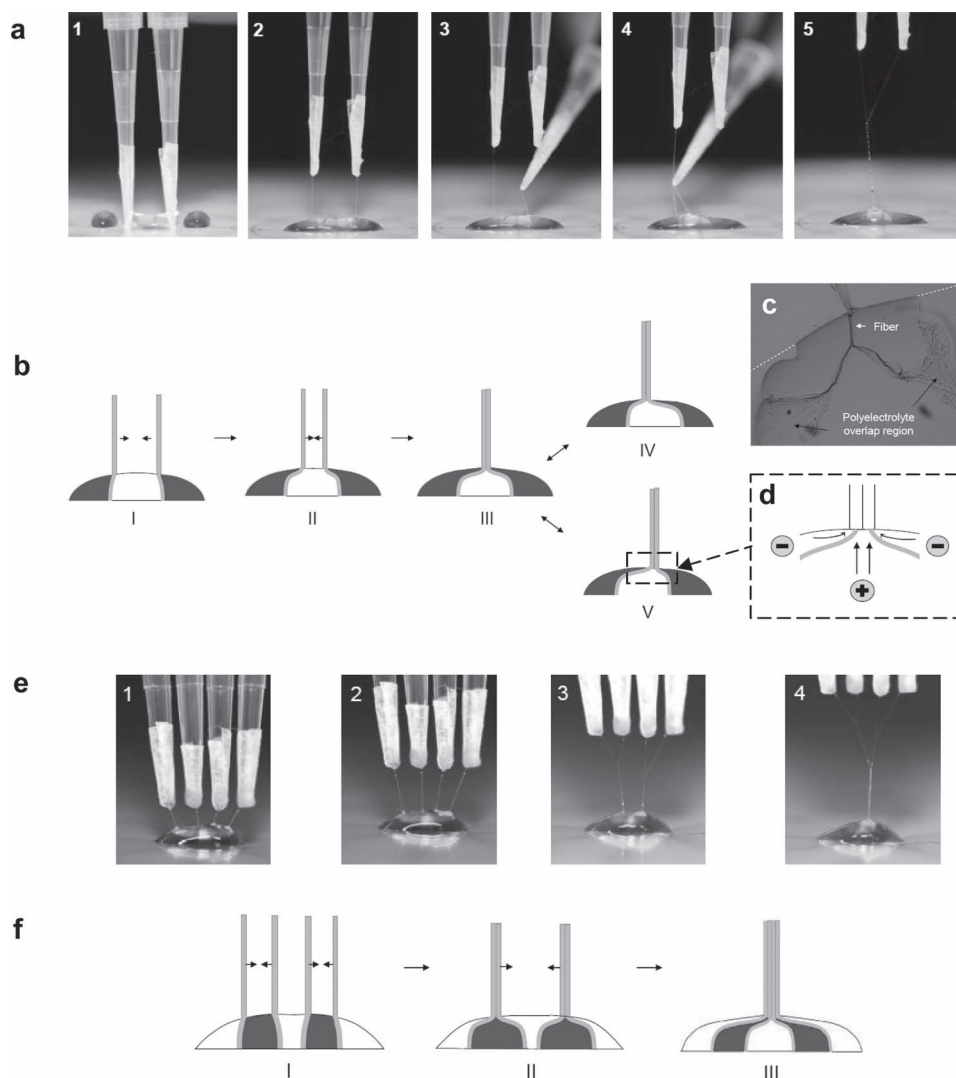 a
1
2
3
4
5
b
I
II
III
IV
V
c
Fiber
Polyelectrolyte
overlap region
d
−
−
+
e
1
2
3
4
f
I
II
III